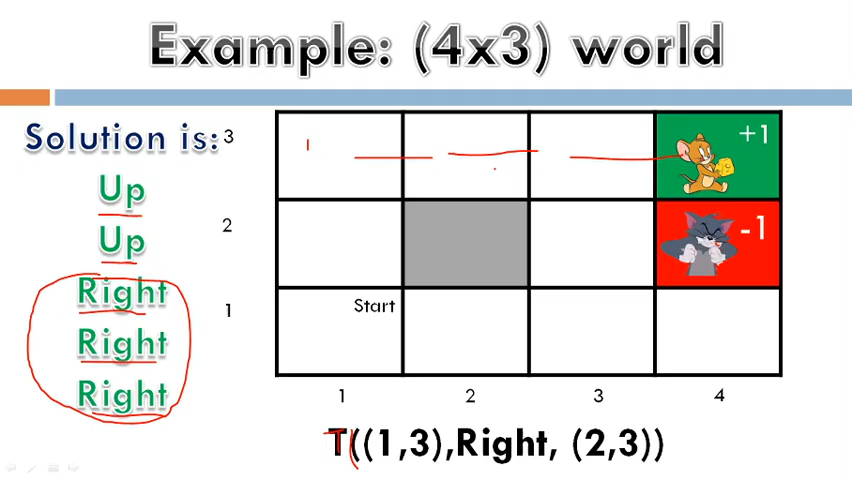 Example: (4x3) world
Solution is:
Up
Up
Right
Right
Right
3
+1
2
-1
1
Start
1 2 3 4
T((1,3),Right, (2,3))